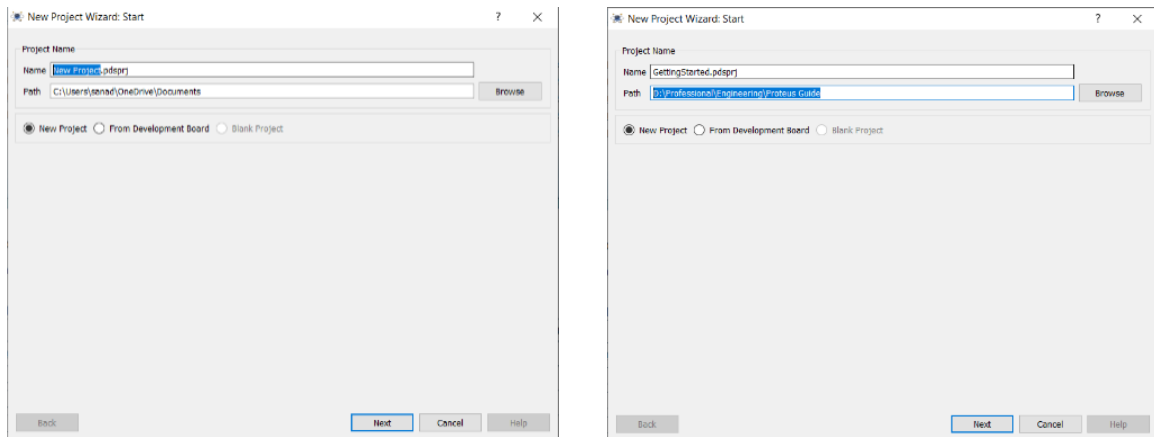 New Project Wizard: Start ? ×
Project Name
Name New Project.pdsprj
Path C:\Users\sanad\OneDrive\Documents Browse
New Project From Development Board Blank Project
Back Next Cancel Help
New Project Wizard: Start ? ×
Project Name
Name GettingStarted.pdsprj
Path D:\Professional\Engineering\Proteus Guide Browse
New Project From Development Board Blank Project
Back Next Cancel Help